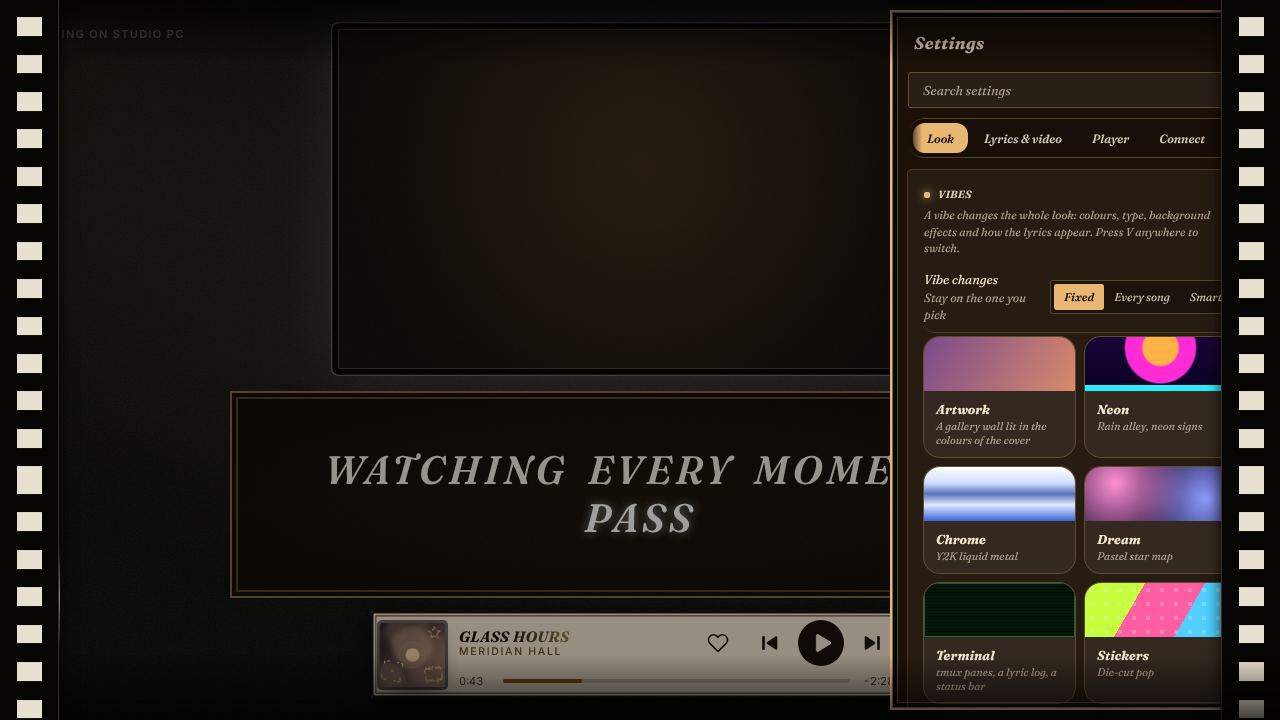 ING ON STUDIO PC
Settings
Search settings
Look Lyrics & video Player Connect
VIBES
A vibe changes the whole look: colours, type, background
effects and how the lyrics appear. Press V anywhere to
switch.
Vibe changes
Stay on the one you
pick
Fixed Every song Smart
Artwork
A gallery wall lit in the
colours of the cover
Neon
Rain alley, neon signs
Chrome
Y2K liquid metal
Dream
Pastel star map
Terminal
tmux panes, a lyric log, a
status bar
Stickers
Die-cut pop
WATCHING EVERY MOME
PASS
GLASS HOURS
MERIDIAN HALL
0:43
-2:28